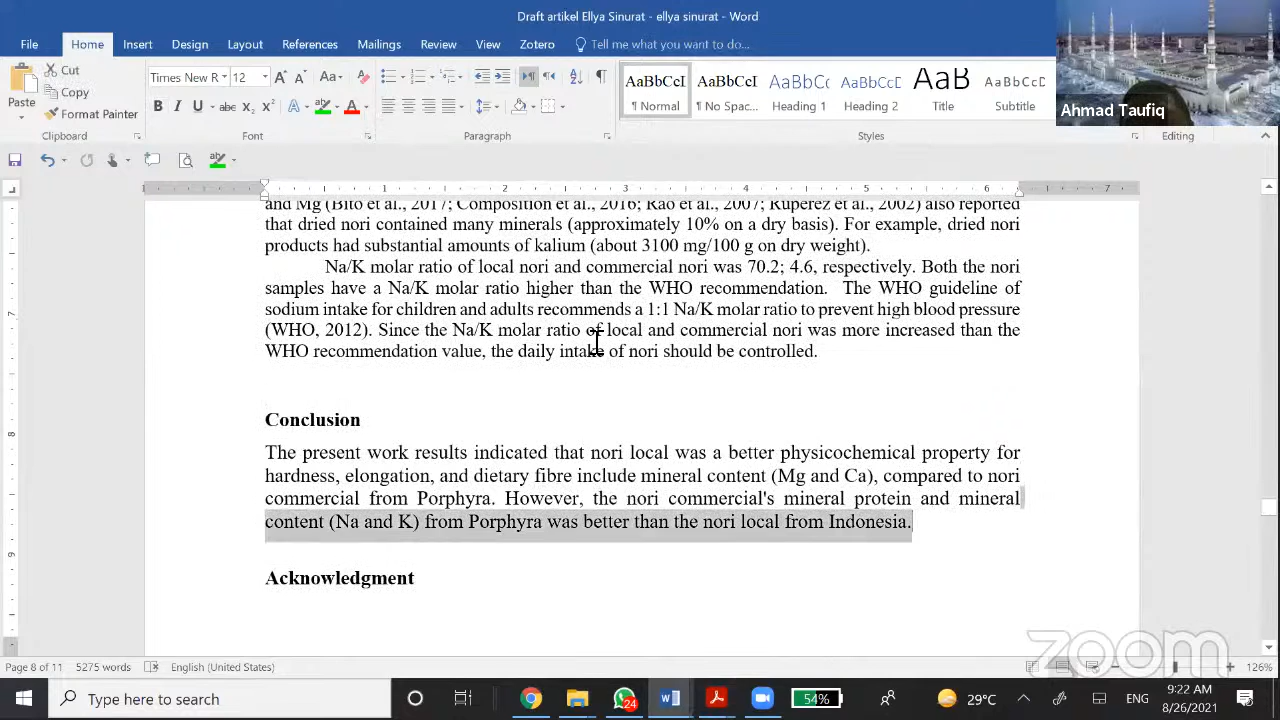 Draft artikel Ellya Sinurat - ellya sinurat - Word
File Home Insert Design Layout References Mailings Review View Zotero Tell me what you want to do...
Ahmad Taufiq
Paste
Cut
Copy
Format Painter
Clipboard
Times New R 12
Font
Paragraph
AaBbCcI AaBbCcI AaBbCc AaBbCcD AaB AaBbCcD
¶ Normal ¶ No Spac... Heading 1 Heading 2 Title Subtitle
Styles
Editing
1 1 2 3 4 5 6 7
and Mg (Bito et al., 2017; Composition et al., 2016; Rao et al., 2007; Ruperez et al., 2002) also reported
that dried nori contained many minerals (approximately 10% on a dry basis). For example, dried nori
products had substantial amounts of kalium (about 3100 mg/100 g on dry weight).
Na/K molar ratio of local nori and commercial nori was 70.2; 4.6, respectively. Both the nori
samples have a Na/K molar ratio higher than the WHO recommendation. The WHO guideline of
sodium intake for children and adults recommends a 1:1 Na/K molar ratio to prevent high blood pressure
(WHO, 2012). Since the Na/K molar ratio of local and commercial nori was more increased than the
WHO recommendation value, the daily intake of nori should be controlled.
Conclusion
The present work results indicated that nori local was a better physicochemical property for
hardness, elongation, and dietary fibre include mineral content (Mg and Ca), compared to nori
commercial from Porphyra. However, the nori commercial's mineral protein and mineral
content (Na and K) from Porphyra was better than the nori local from Indonesia.
Acknowledgment
zoom
Page 8 of 11 5275 words English (United States) 126%
Type here to search
24
54%
29°C
ENG
9:22 AM
8/26/2021